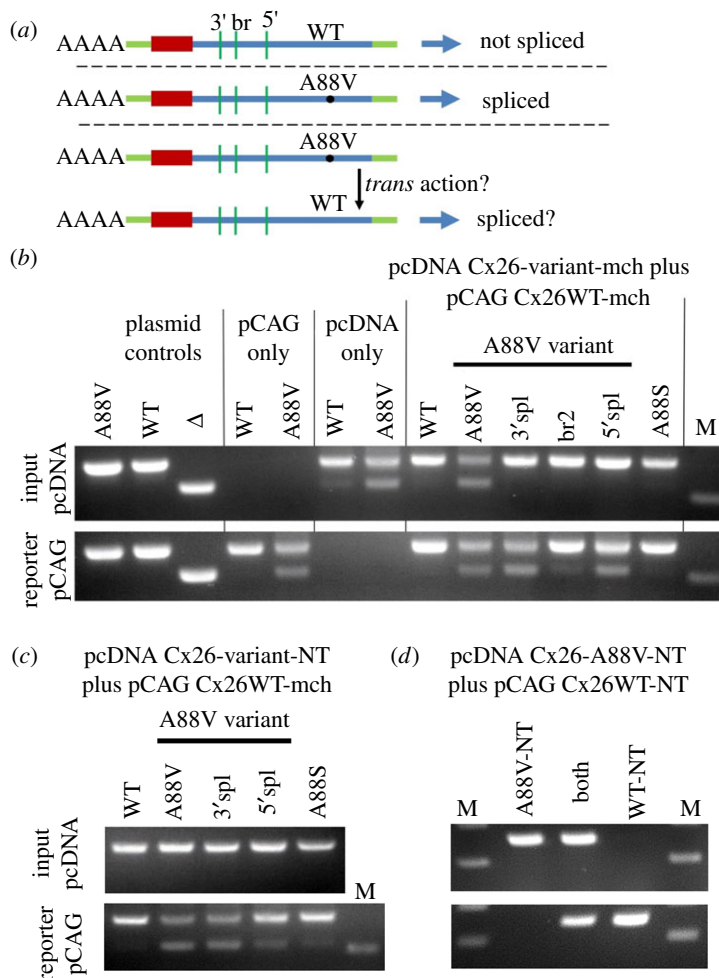 (a)
3' br 5'
AAAA WT not spliced
A88V
AAAA spliced
A88V
AAAA
trans action?
WT
AAAA spliced?
(b)
pcDNA Cx26-variant-mch plus
pCAG Cx26WT-mch
plasmid controls
pCAG only
pcDNA only
A88V variant
A88V WT Δ WT A88V WT A88V WT A88V 3′spl br2 5′spl A88S M
input pcDNA
reporter pCAG
(c)
pcDNA Cx26-variant-NT
plus pCAG Cx26WT-mch
A88V variant
WT A88V 3′spl 5′spl A88S
input pcDNA
M
reporter pCAG
(d)
pcDNA Cx26-A88V-NT
plus pCAG Cx26WT-NT
M A88V-NT both WT-NT M